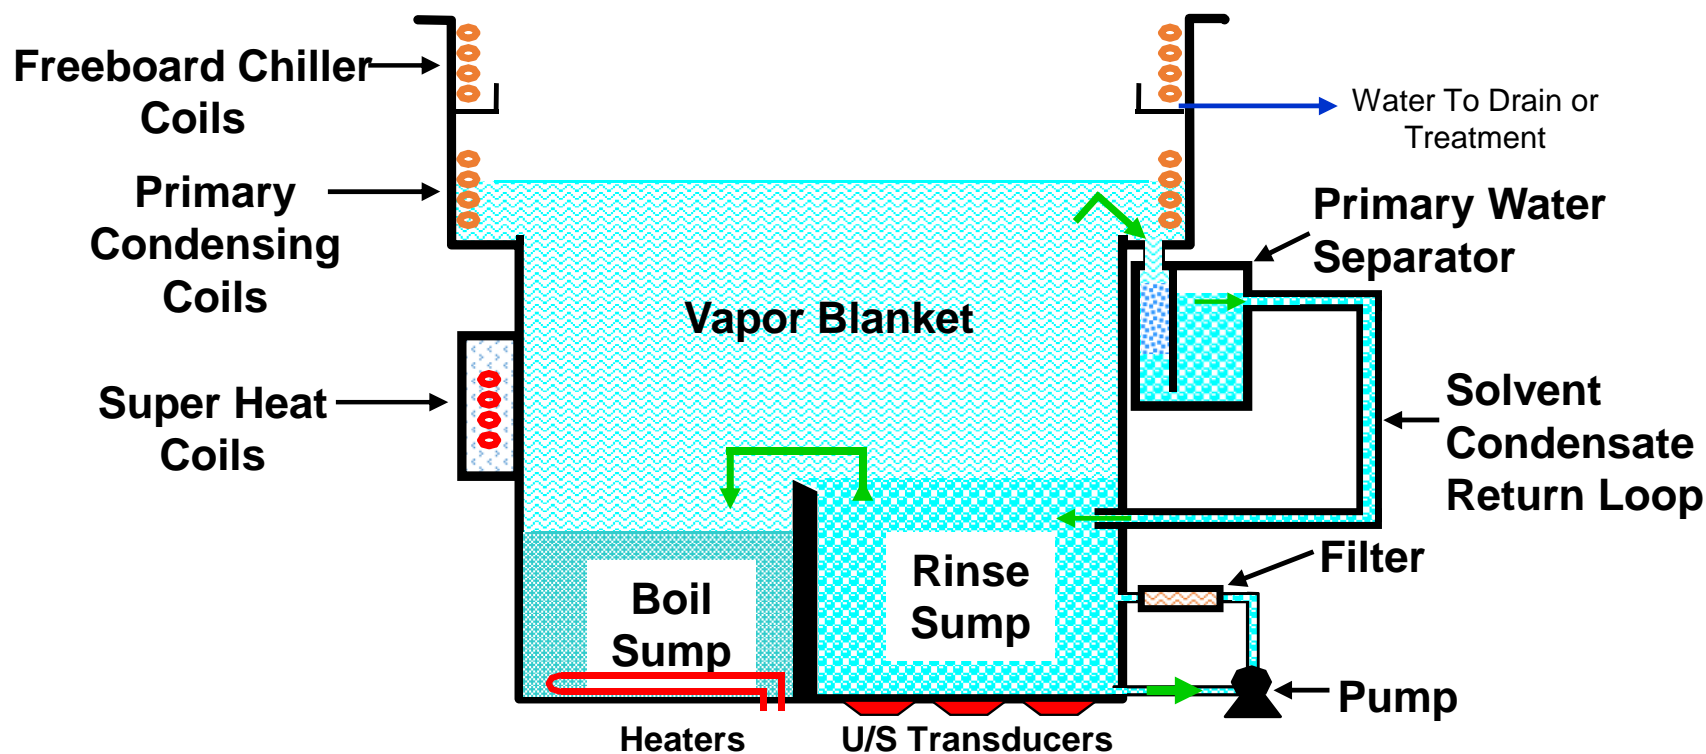 Freeboard Chiller
Coils
Water To Drain or
Treatment
Primary
Condensing
Coils
Primary Water
Separator
Vapor Blanket
Super Heat
Coils
Solvent
Condensate
Return Loop
Filter
Boil
Sump
Rinse
Sump
Pump
Heaters
U/S Transducers